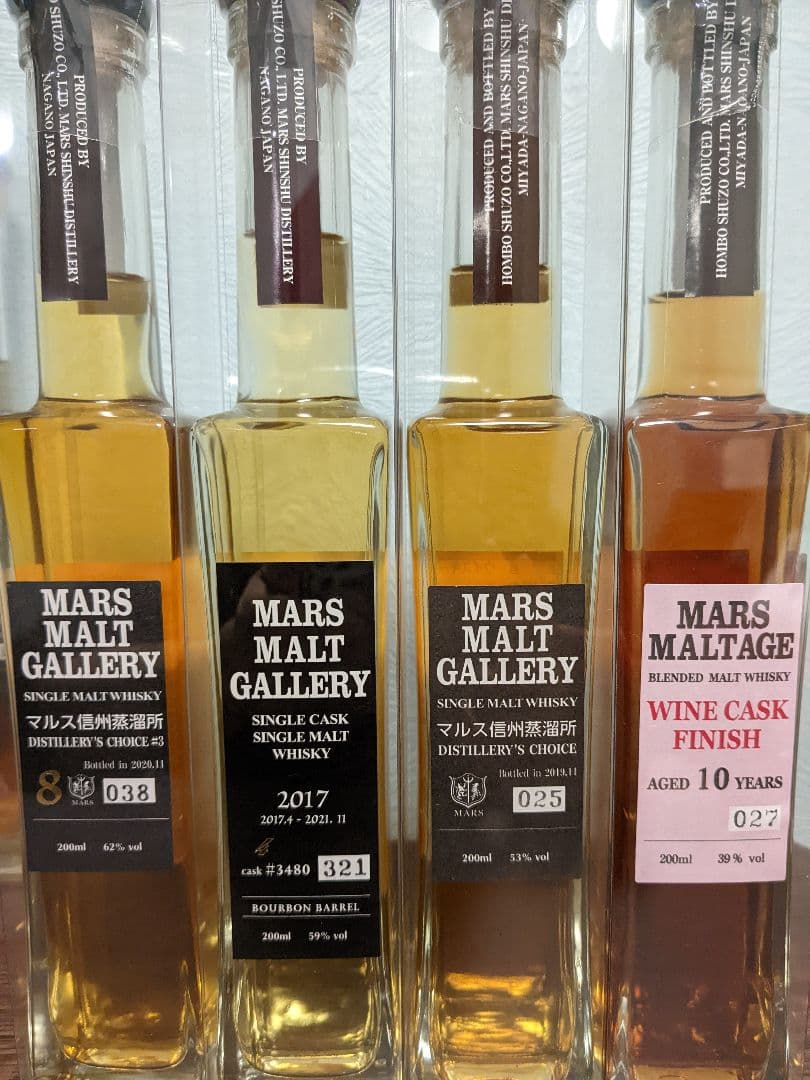 PRODUCED BY
O SHUZO CO., LTD. MARS SHINSHU DISTILLERY
NAGANO JAPAN
MARS
MALT
GALLERY
SINGLE MALT WHISKY
マルス信州蒸溜所
DISTILLERY'S CHOICE #3
Bottled in 2020.11
8
MARS
038
200ml 62% vol
PRODUCED BY
SHUZO CO., LTD. MARS SHINSHU DISTILLERY
NAGANO JAPAN
MARS
MALT
GALLERY
SINGLE CASK
SINGLE MALT
WHISKY
2017
2017.4 - 2021. 11
cask #3480 321
BOURBON BARREL
200ml 59% vol
PRODUCED AND BOTTLED BY
HOMBO SHUZO CO.LTD. MARS SHINSHU DIS
MIYADA-NAGANO-JAPAN
MARS
MALT
GALLERY
SINGLE MALT WHISKY
マルス信州蒸溜所
DISTILLERY'S CHOICE
Bottled in 2019.11
MARS
025
200ml 53% vol
PRODUCED AND BOTTLED BY
HOMBO SHUZO CO.LTD. MARS SHINSHU
MIYADA-NAGANO-JAPAN
MARS
MALTAGE
BLENDED MALT WHISKY
WINE CASK
FINISH
AGED 10 YEARS
027
200ml 39% vol